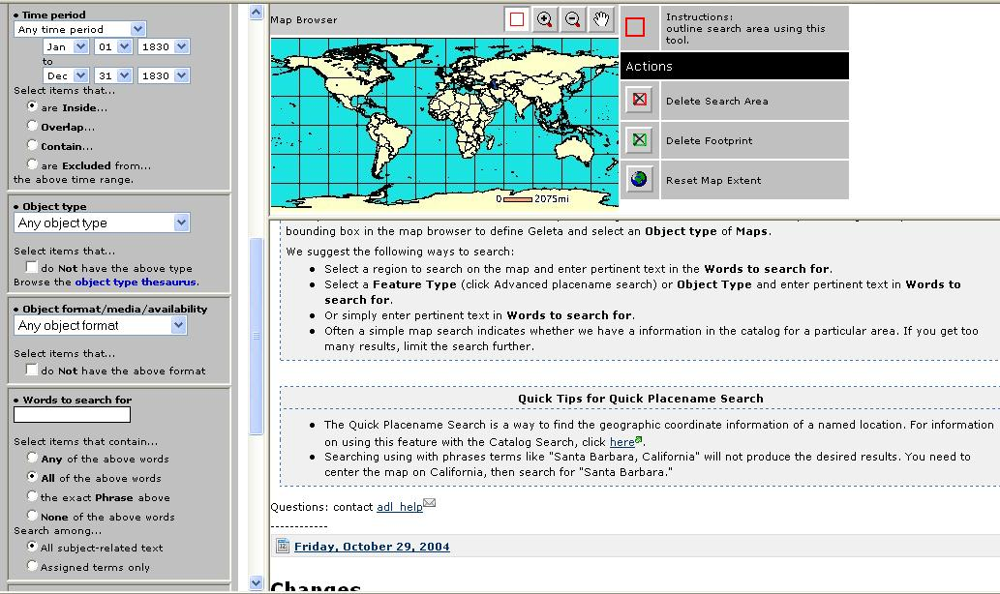 • Time period
Any time period
Jan 01 1830
to
Dec 31 1830
Select items that...
are Inside...
Overlap...
Contain...
are Excluded from...
the above time range.
• Object type
Any object type
Select items that...
do Not have the above type
Browse the object type thesaurus.
• Object format/media/availability
Any object format
Select items that...
do Not have the above format
• Words to search for
Select items that contain...
Any of the above words
All of the above words
the exact Phrase above
None of the above words
Search among...
All subject-related text
Assigned terms only
Map Browser
0 2075mi
Instructions:
outline search area using this
tool.
Actions
Delete Search Area
Delete Footprint
Reset Map Extent
bounding box in the map browser to define Geleta and select an Object type of Maps.
We suggest the following ways to search:
• Select a region to search on the map and enter pertinent text in the Words to search for.
• Select a Feature Type (click Advanced placename search) or Object Type and enter pertinent text in Words to
search for.
• Or simply enter pertinent text in Words to search for.
• Often a simple map search indicates whether we have a information in the catalog for a particular area. If you get too
many results, limit the search further.
Quick Tips for Quick Placename Search
• The Quick Placename Search is a way to find the geographic coordinate information of a named location. For information
on using this feature with the Catalog Search, click here.
• Searching using with phrases terms like "Santa Barbara, California" will not produce the desired results. You need to
center the map on California, then search for "Santa Barbara."
Questions: contact adl_help
------------
Friday, October 29, 2004
Changes